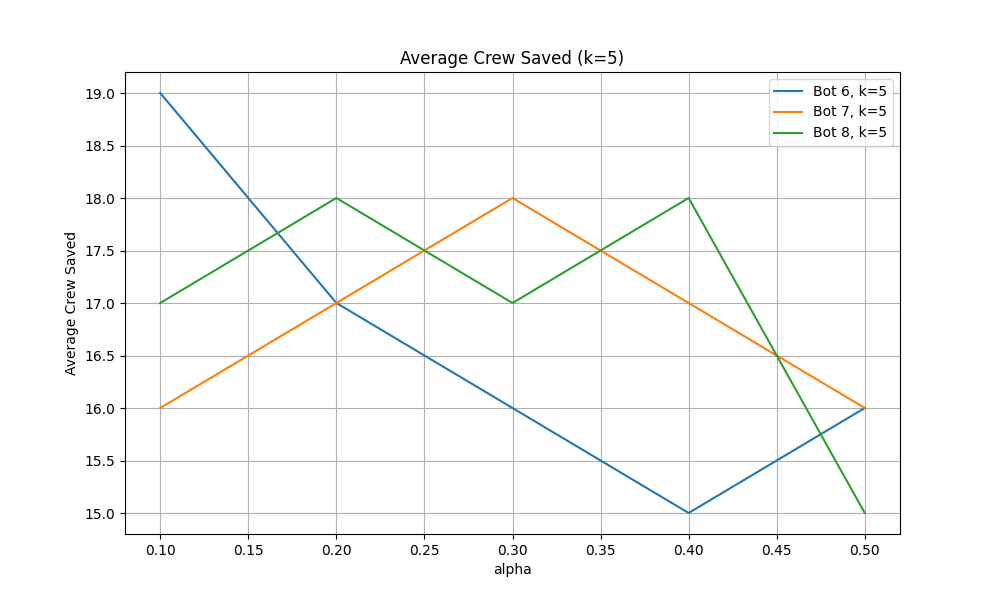 Average Crew Saved (k=5)
Bot 6, k=5
Bot 7, k=5
Bot 8, k=5
Average Crew Saved
19.0
18.5
18.0
17.5
17.0
16.5
16.0
15.5
15.0
0.10 0.15 0.20 0.25 0.30 0.35 0.40 0.45 0.50
alpha